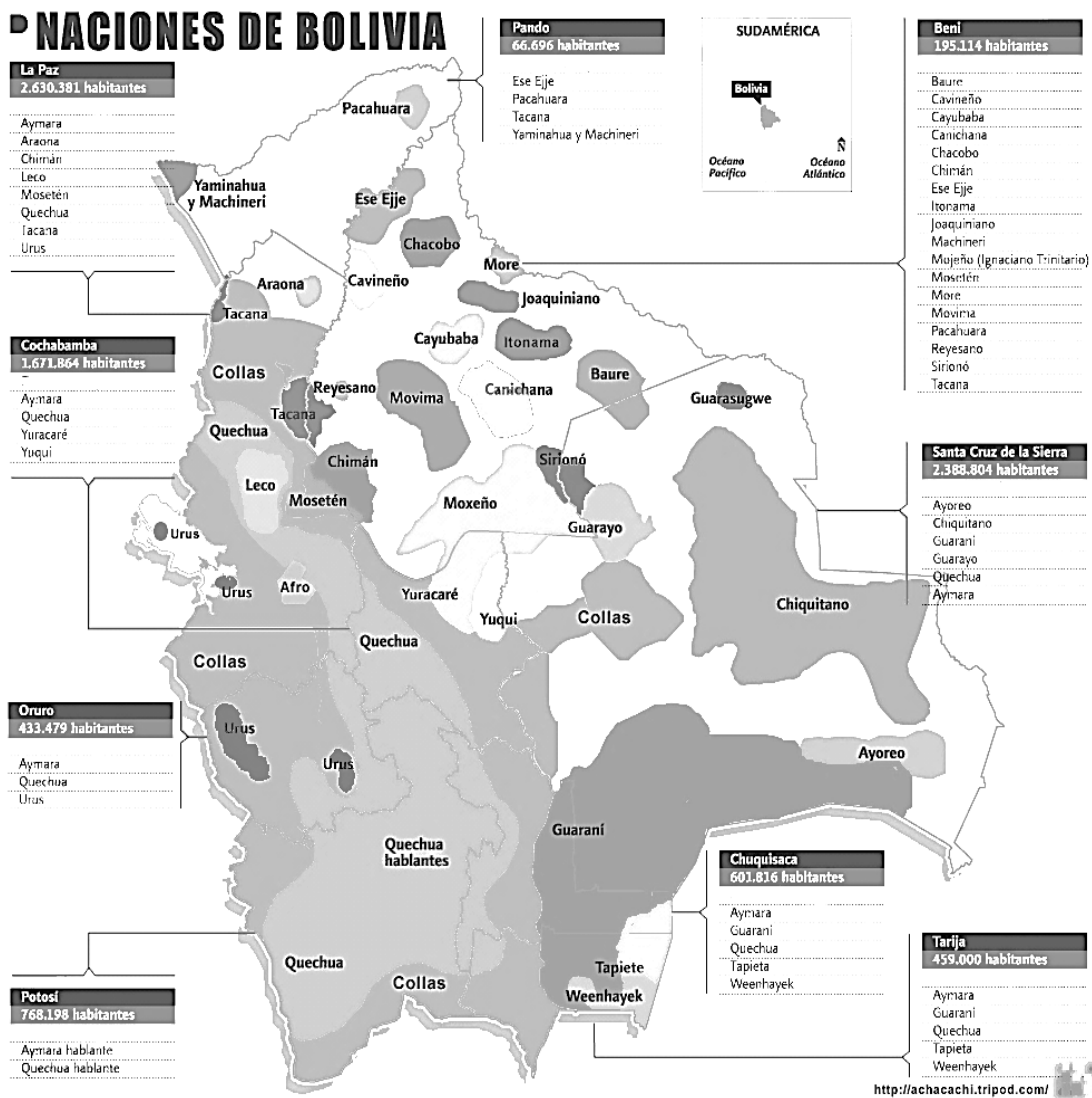 NACIONES DE BOLIVIA
La Paz
2.630.381 habitantes
Aymara
Araona
Chimán
Leco
Mosetén
Quechua
Tacana
Urus
Cochabamba
1.671.864 habitantes
Aymara
Quechua
Yuracaré
Yuqui
Oruro
433.479 habitantes
Aymara
Quechua
Urus
Potosí
768.198 habitantes
Aymara hablante
Quechua hablante
Pando
66.696 habitantes
Ese Ejje
Pacahuara
Tacana
Yaminahua y Machineri
SUDAMÉRICA
Bolivia
N
Océano
Pacífico
Océano
Atlántico
Beni
195.114 habitantes
Baure
Cavineño
Cayubaba
Canichana
Chacobo
Chimán
Ese Ejje
Itonama
Joaquiniano
Machineri
Mojeño (Ignaciano Trinitario)
Mosetén
More
Movima
Pacahuara
Reyesano
Sirionó
Tacana
Santa Cruz de la Sierra
2.388.804 habitantes
Ayoreo
Chiquitano
Guaraní
Guarayo
Quechua
Aymara
Chuquisaca
601.816 habitantes
Aymara
Guaraní
Quechua
Tapieta
Weenhayek
Tarija
459.000 habitantes
Aymara
Guaraní
Quechua
Tapieta
Weenhayek
Pacahuara
Yaminahua
y Machineri
Ese Ejje
Chacobo
More
Araona
Cavineño
Joaquiniano
Tacana
Cayubaba
Itonama
Collas
Reyesano
Movima
Canichana
Baure
Guarasugwe
Tacana
Quechua
Chimán
Sirionó
Leco
Mosetén
Moxeño
Guarayo
Urus
Urus
Afro
Yuracaré
Yuqui
Collas
Chiquitano
Quechua
Collas
Urus
Urus
Ayoreo
Guaraní
Quechua
hablantes
Quechua
Collas
Tapiete
Weenhayek
http://achacachi.tripod.com/